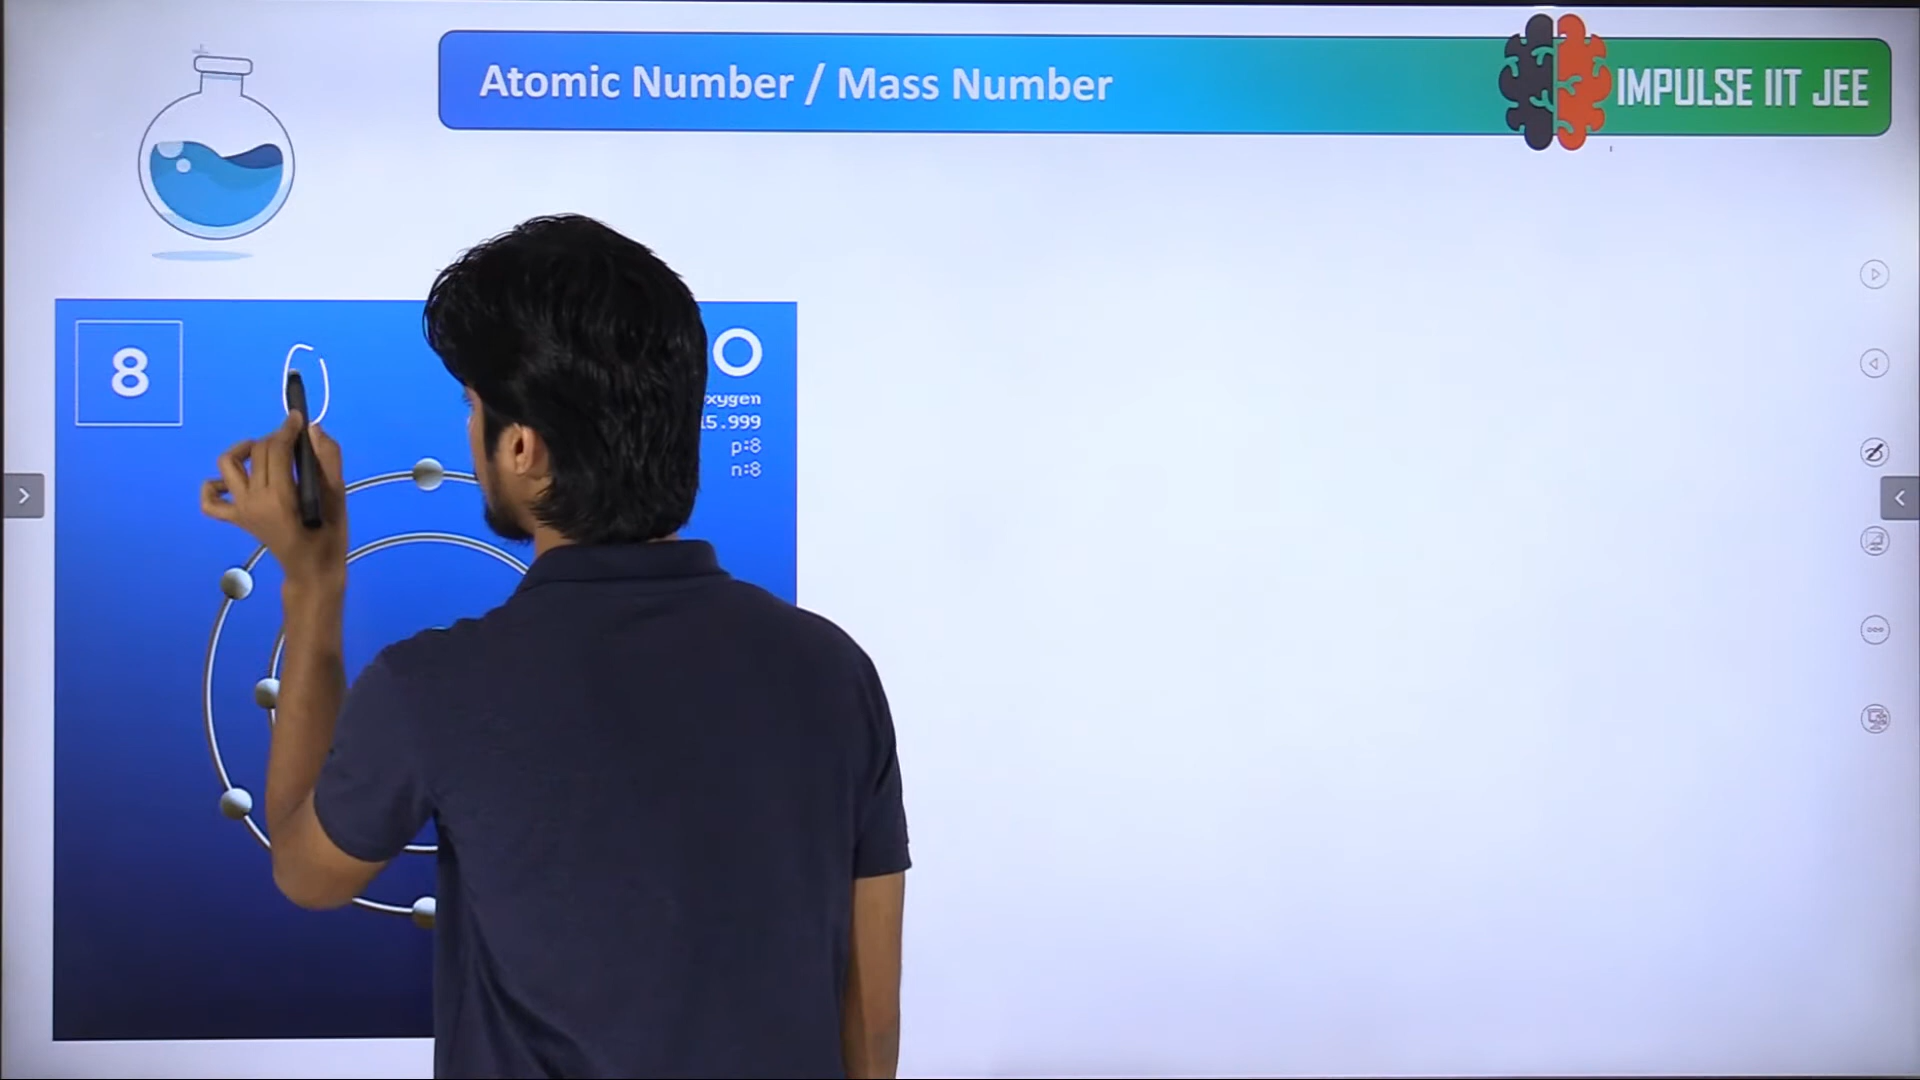 Atomic Number / Mass Number
IMPULSE IIT JEE
8
O
O
xygen
15.999
p:8
n:8